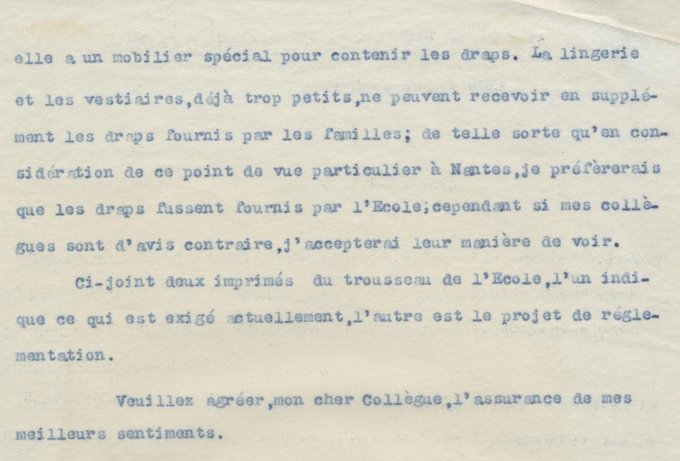 elle a un mobilier spécial pour contenir les draps. La lingerie
et les vestiaires,déjà trop petits,ne peuvent recevoir en supplé-
ment les draps fournis par les familles; de telle sorte qu'en con-
sidération de ce point de vue particulier à Nantes,je préfèrerais
que les draps fussent fournis par l'Ecole;cependant si mes collè-
gues sont d'avis contraire,j'accepterai leur manière de voir.
Ci-joint deux imprimés du trousseau de l'Ecole,l'un indi-
que ce qui est exigé actuellement,l'autre est le projet de régle-
mentation.
Veuillez agréer,mon cher Collègue,l'assurance de mes
meilleurs sentiments.